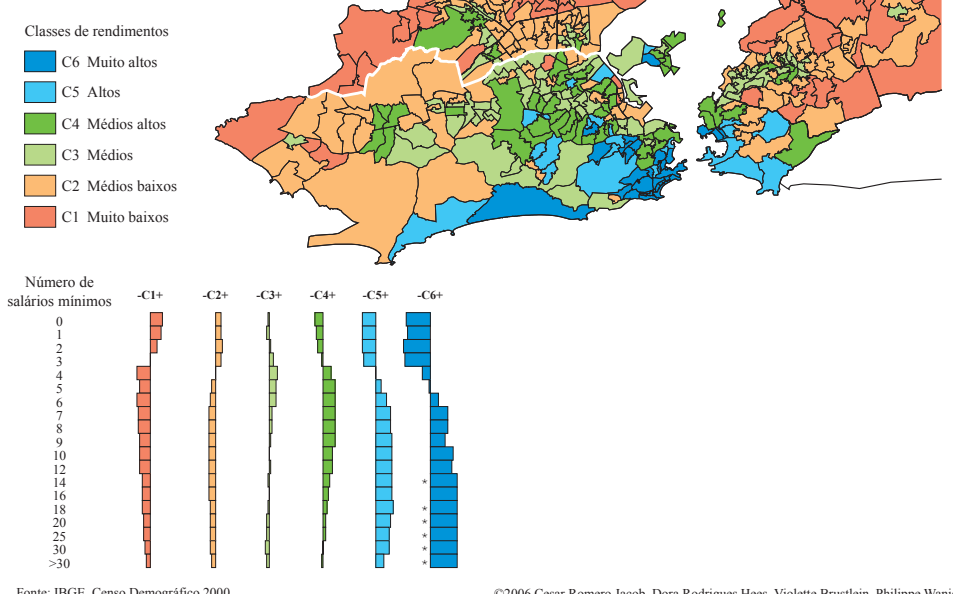 Classes de rendimentos
C6 Muito altos
C5 Altos
C4 Médios altos
C3 Médios
C2 Médios baixos
C1 Muito baixos
Número de
salários mínimos
-C1+ -C2+ -C3+ -C4+ -C5+ -C6+
0
1
2
3
4
5
6
7
8
9
10
12
14 *
16
18 *
20 *
25 *
30 *
>30 *
Fonte: IBGE, Censo Demográfico 2000
©2006 Cesar Romero Jacob, Dora Rodrigues Hees, Violette Brustlein, Philippe